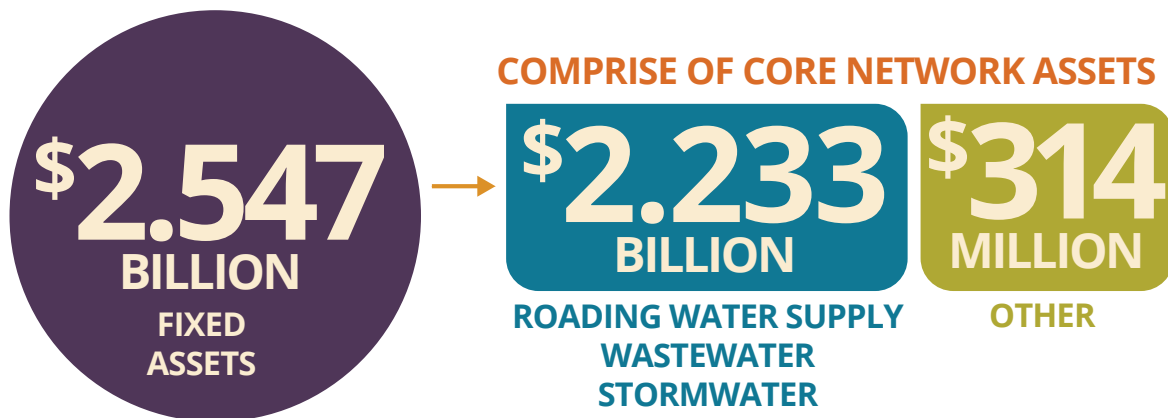 $2.547
BILLION
FIXED
ASSETS
COMPRISE OF CORE NETWORK ASSETS
$2.233
BILLION
ROADING WATER SUPPLY
WASTEWATER
STORMWATER
$314
MILLION
OTHER